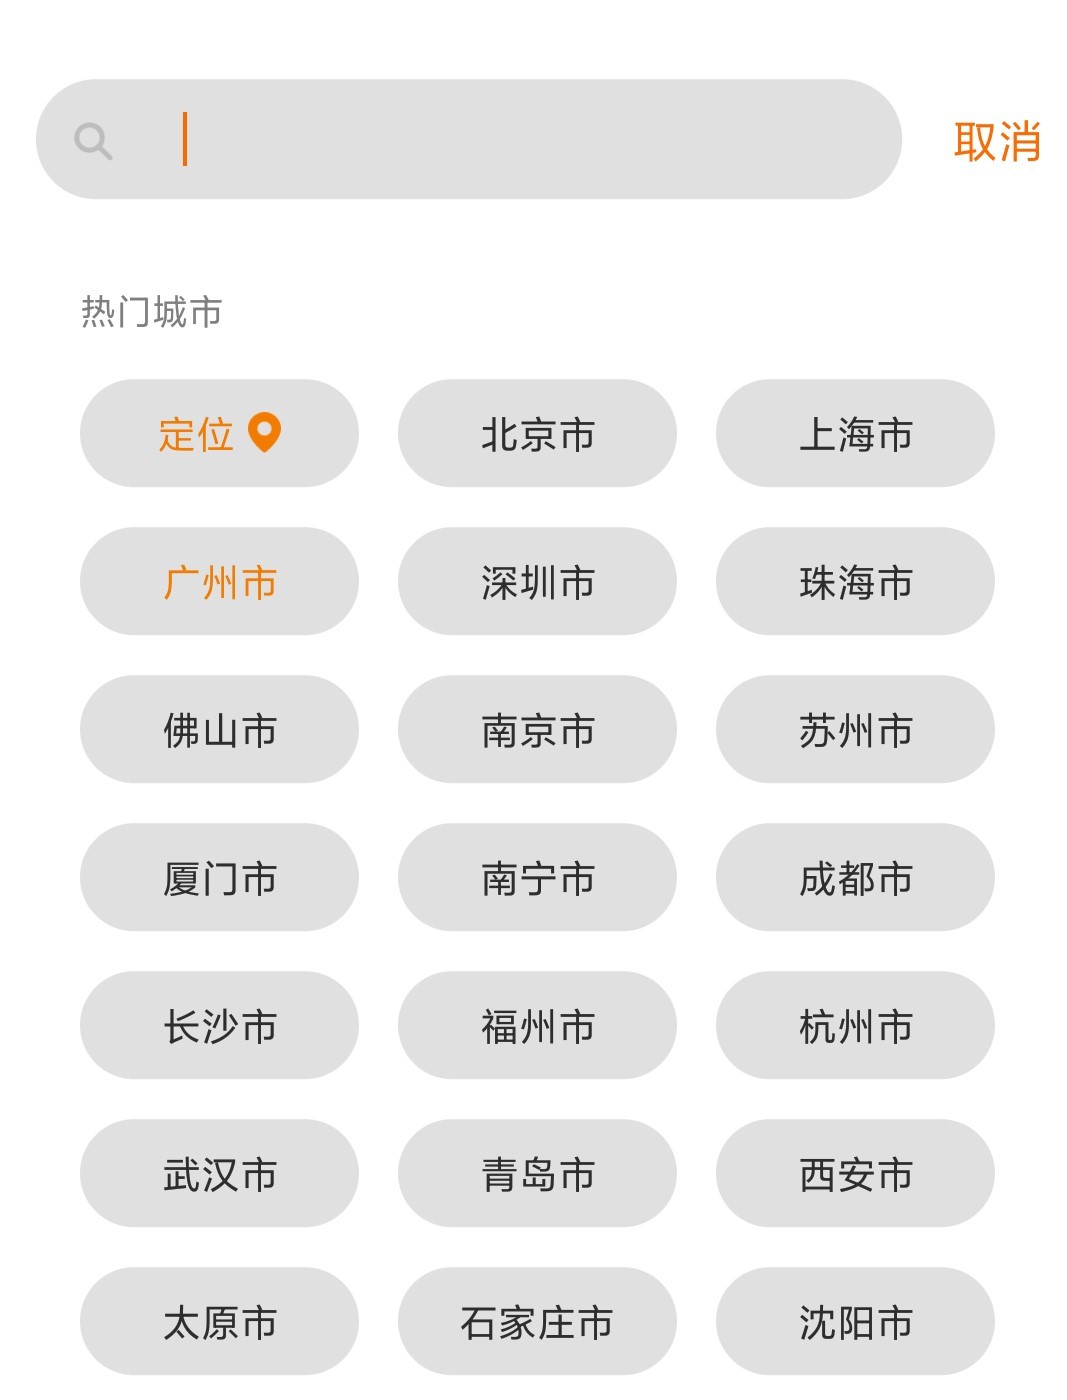 取消
热门城市
定位 北京市 上海市
广州市 深圳市 珠海市
佛山市 南京市 苏州市
厦门市 南宁市 成都市
长沙市 福州市 杭州市
武汉市 青岛市 西安市
太原市 石家庄市 沈阳市